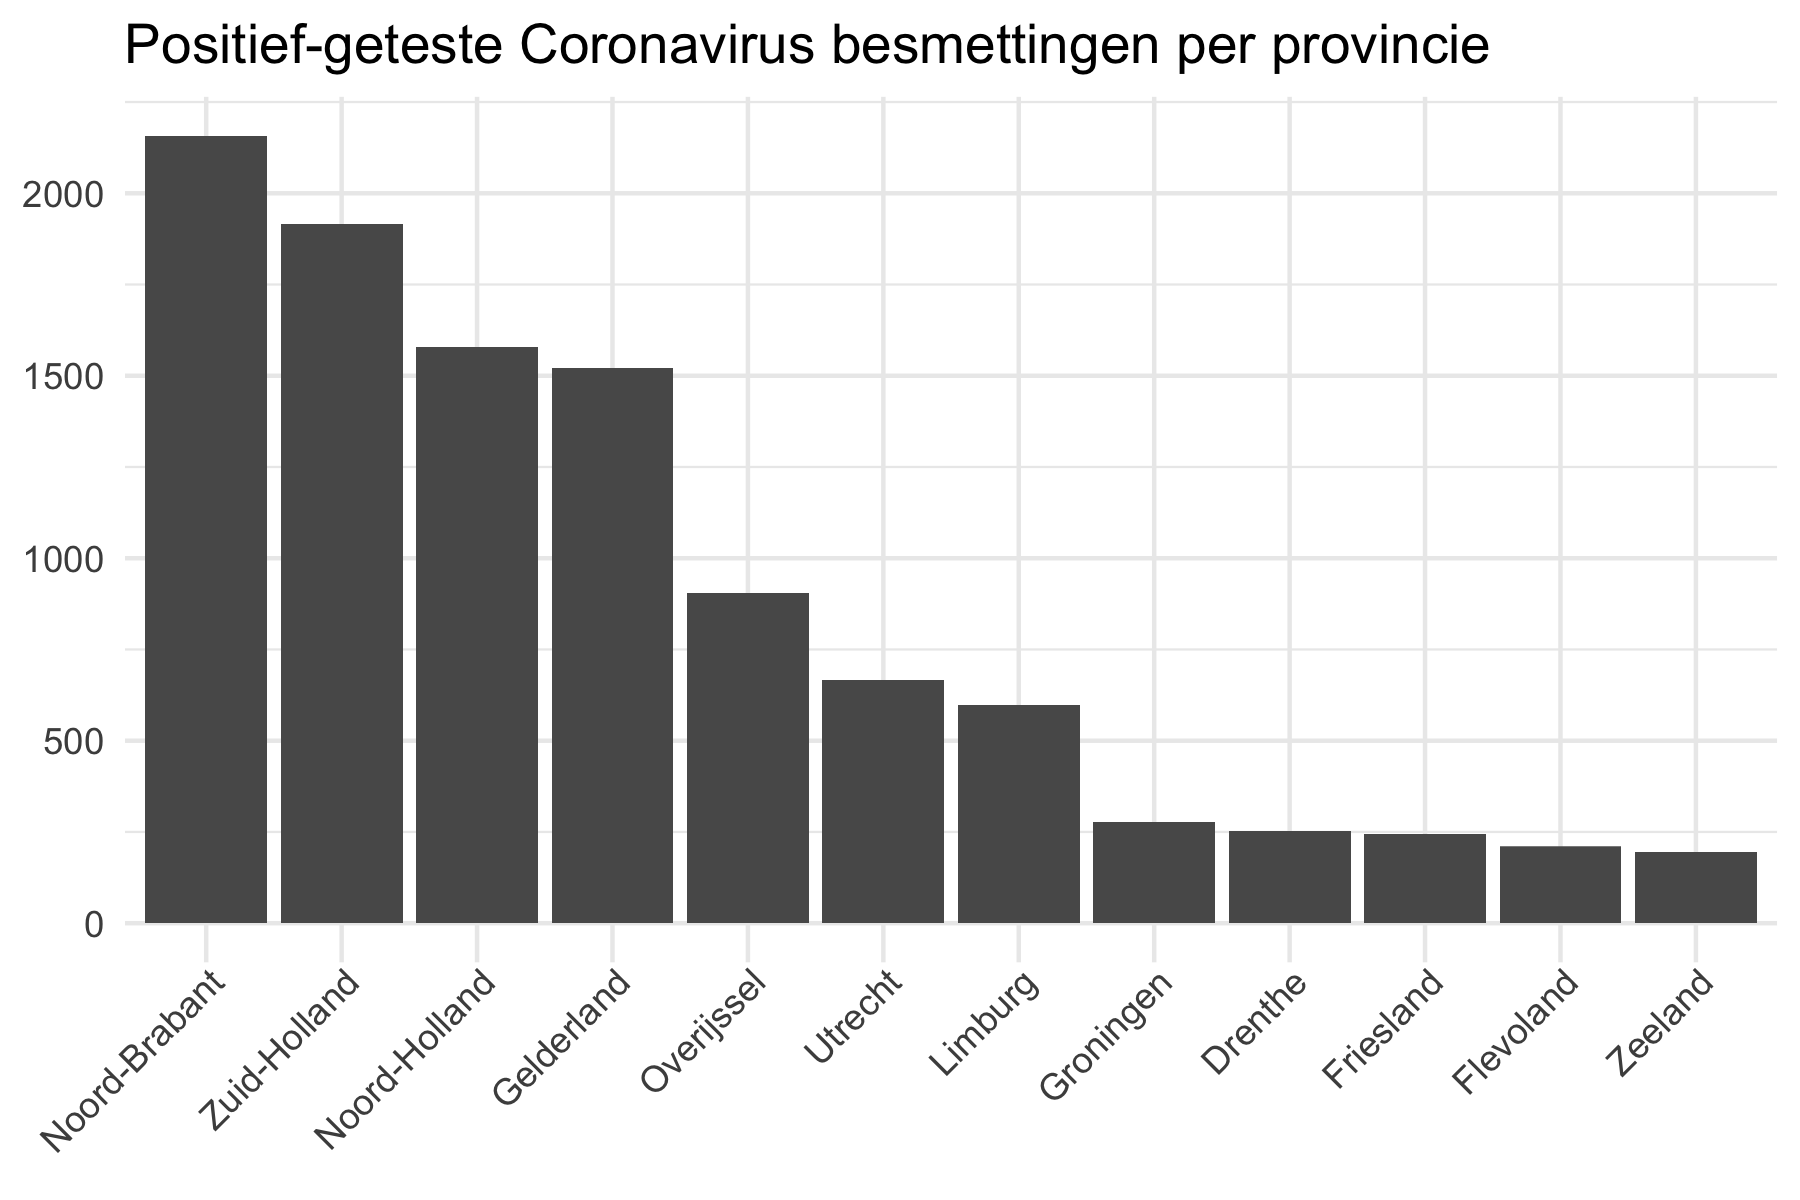 Positief-geteste Coronavirus besmettingen per provincie
2000
1500
1000
500
0
Noord-Brabant
Zuid-Holland
Noord-Holland
Gelderland
Overijssel
Utrecht
Limburg
Groningen
Drenthe
Friesland
Flevoland
Zeeland